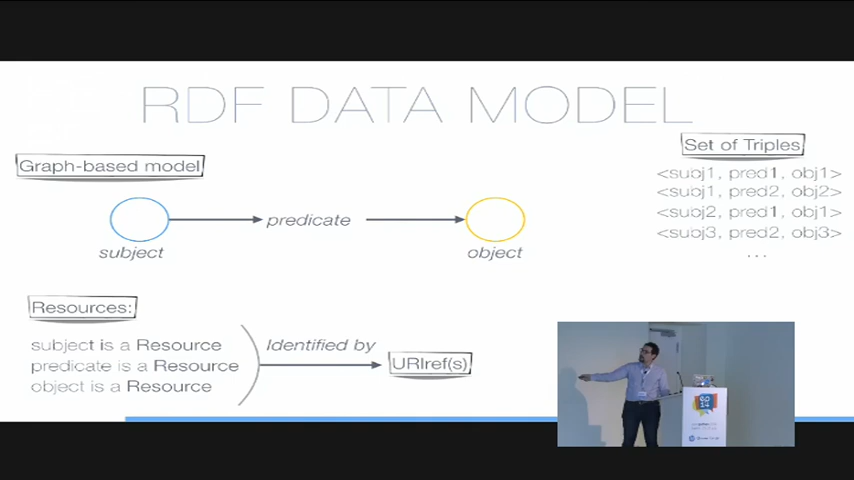 RDF DATA MODEL
Set of Triples
Graph-based model
<subj1, pred1, obj1>
<subj1, pred2, obj2>
<subj2, pred1, obj1>
<subj3, pred2, obj3>
...
predicate
subject
object
Resources:
subject is a Resource
predicate is a Resource
object is a Resource
Identified by
URIref(s)